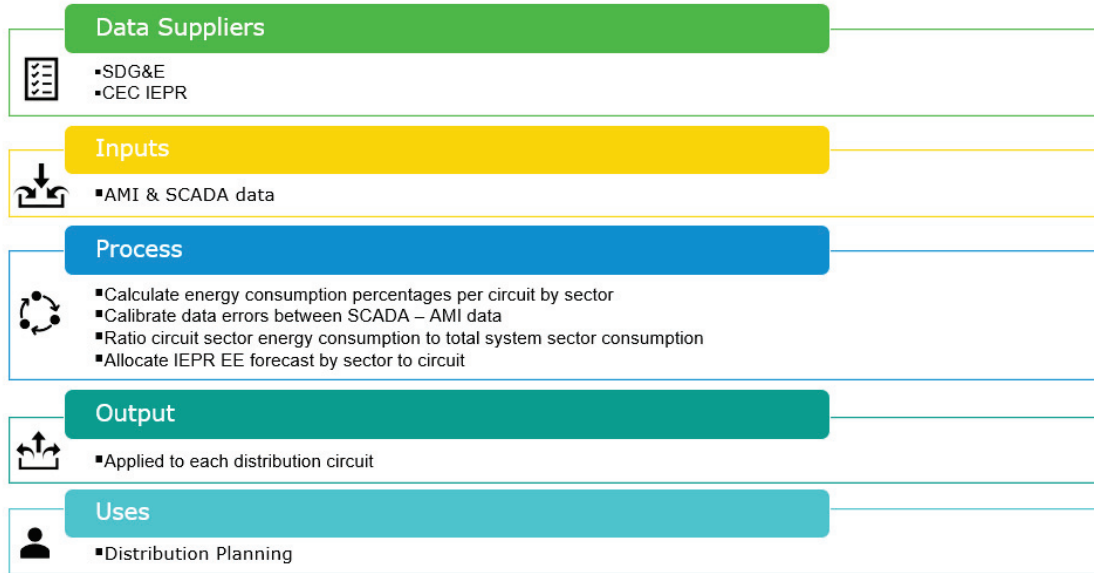 Data Suppliers
▪SDG&E
▪CEC IEPR
Inputs
▪AMI & SCADA data
Process
▪Calculate energy consumption percentages per circuit by sector
▪Calibrate data errors between SCADA – AMI data
▪Ratio circuit sector energy consumption to total system sector consumption
▪Allocate IEPR EE forecast by sector to circuit
Output
▪Applied to each distribution circuit
Uses
▪Distribution Planning